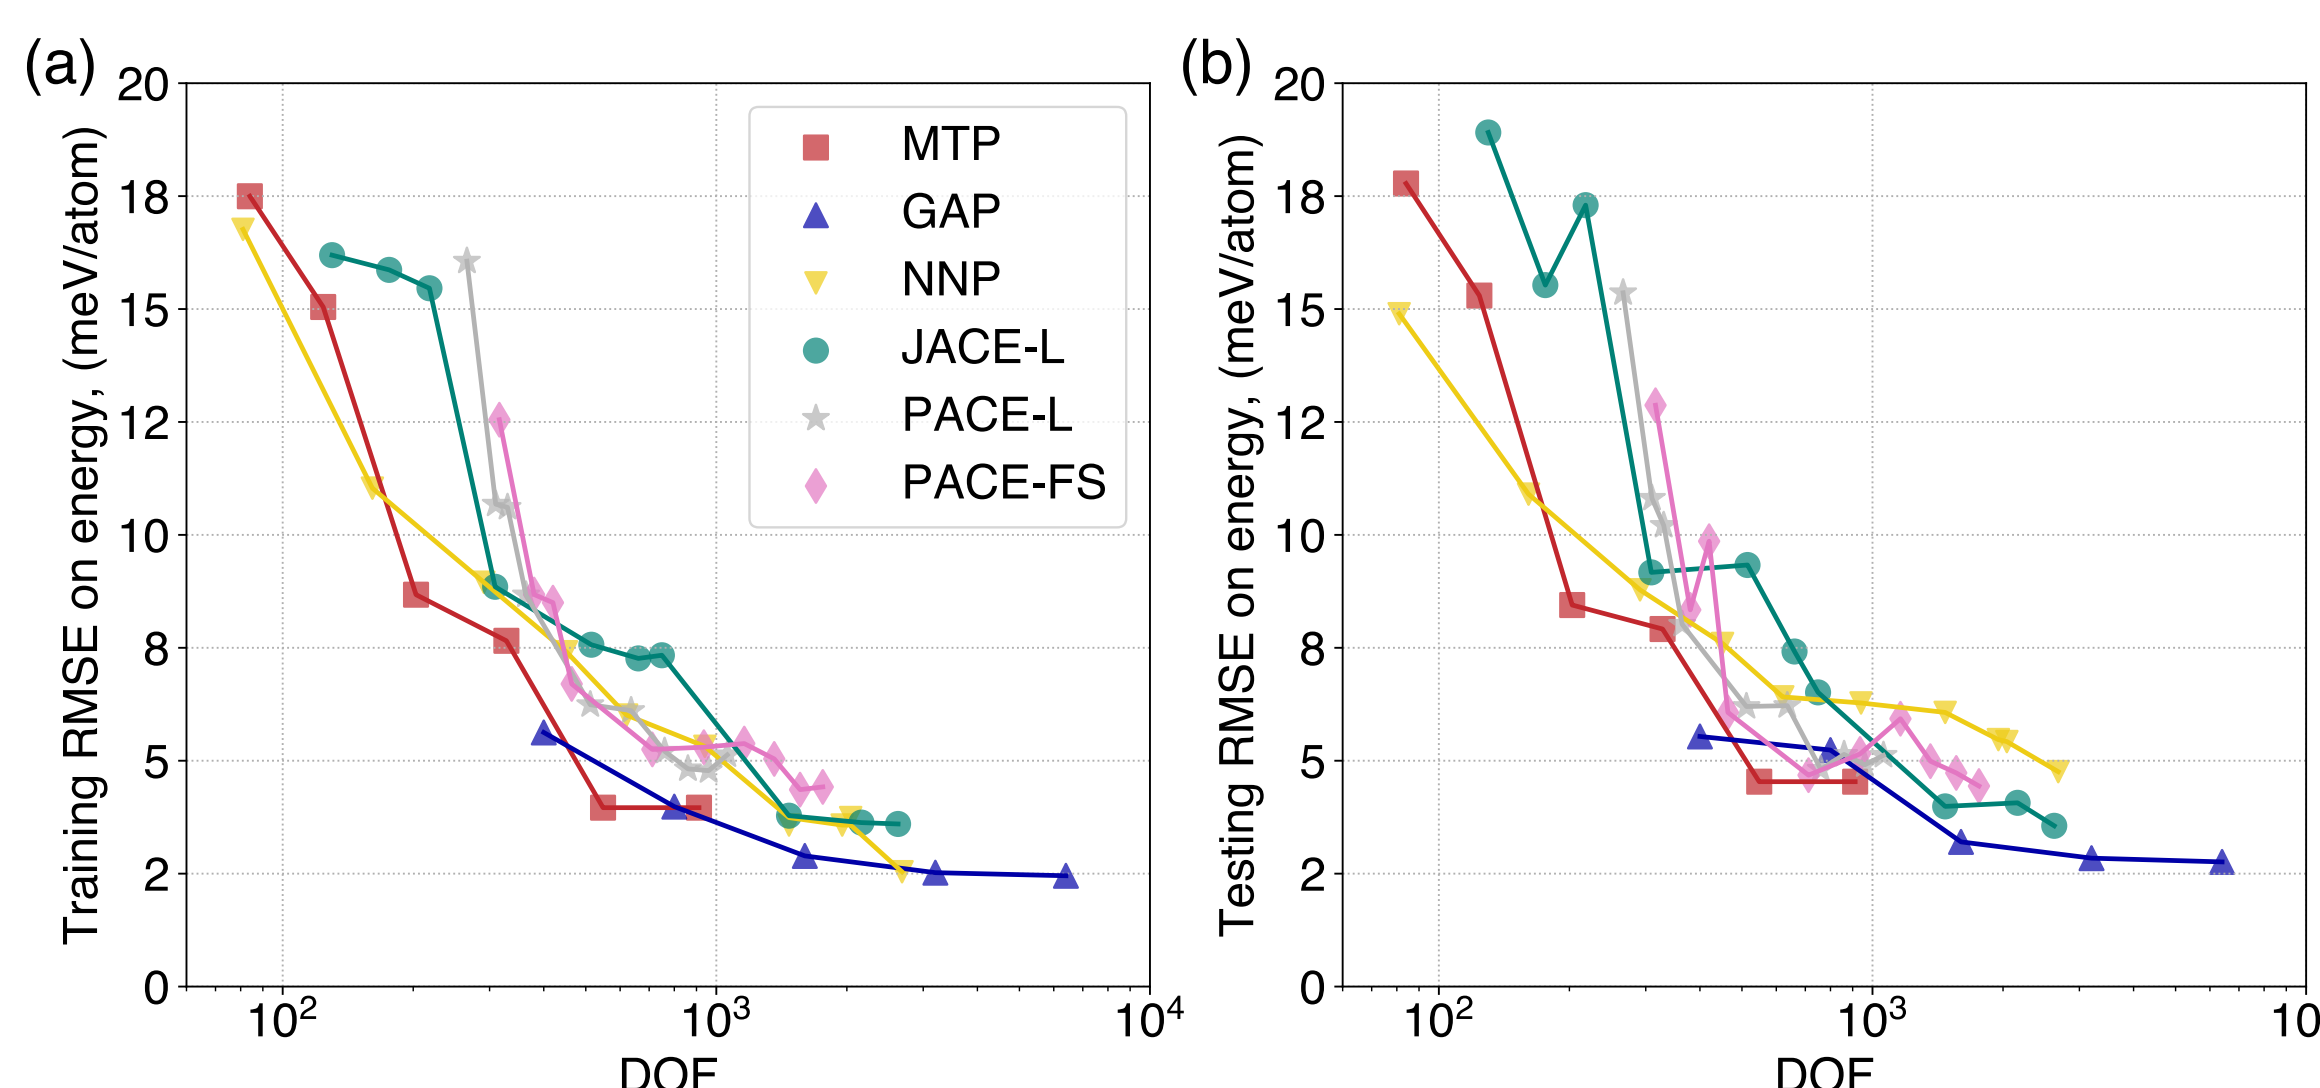 (a)
Training RMSE on energy, (meV/atom)
20
18
15
12
10
8
5
2
0
10²
10³
10⁴
DOF
MTP
GAP
NNP
JACE-L
PACE-L
PACE-FS
(b)
Testing RMSE on energy, (meV/atom)
20
18
15
12
10
8
5
2
0
10²
10³
10
DOF